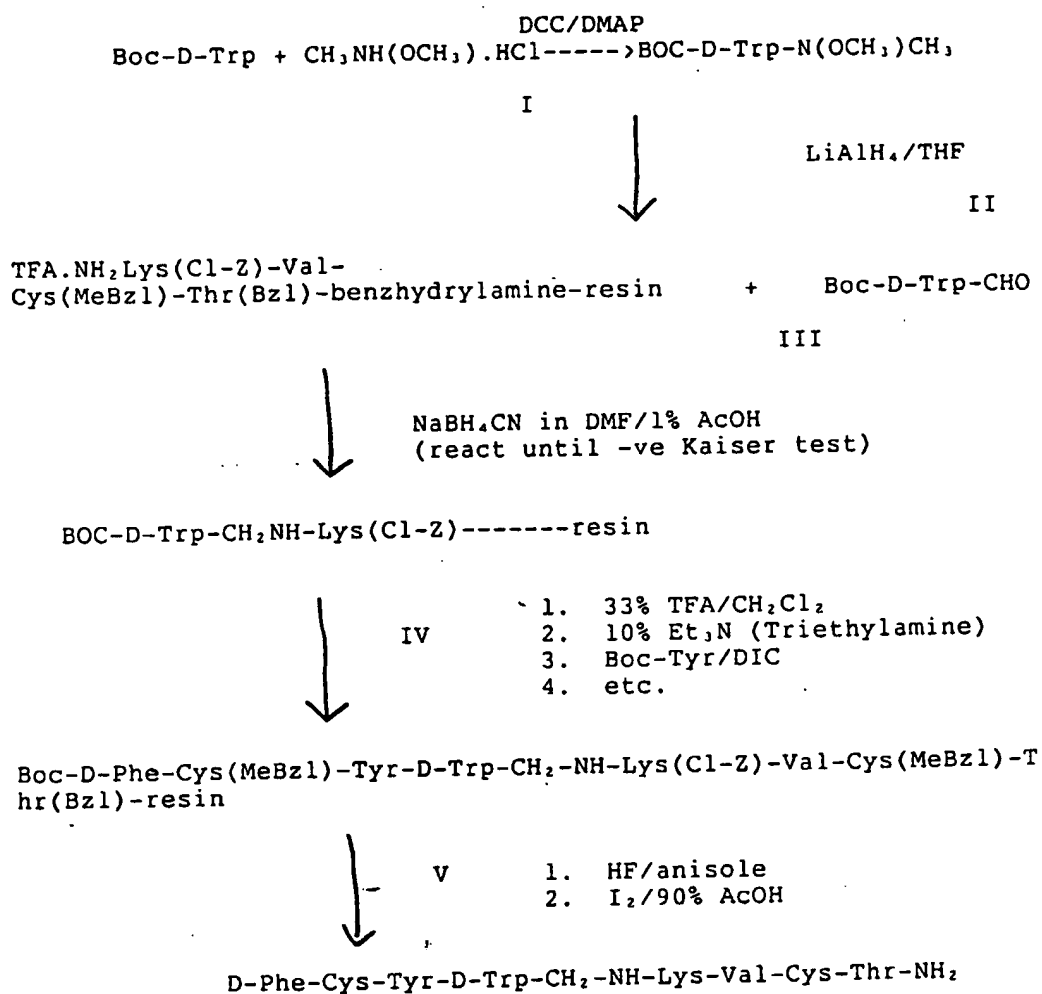 DCC/DMAP
Boc-D-Trp + CH₃NH(OCH₃).HCl----->BOC-D-Trp-N(OCH₃)CH₃
I
LiAlH₄/THF
II
TFA.NH₂Lys(Cl-Z)-Val-
Cys(MeBzl)-Thr(Bzl)-benzhydrylamine-resin + Boc-D-Trp-CHO
III
NaBH₄CN in DMF/1% AcOH
(react until -ve Kaiser test)
BOC-D-Trp-CH₂NH-Lys(Cl-Z)-------resin
1. 33% TFA/CH₂Cl₂
IV 2. 10% Et₃N (Triethylamine)
3. Boc-Tyr/DIC
4. etc.
Boc-D-Phe-Cys(MeBzl)-Tyr-D-Trp-CH₂-NH-Lys(Cl-Z)-Val-Cys(MeBzl)-T
hr(Bzl)-resin
V 1. HF/anisole
2. I₂/90% AcOH
D-Phe-Cys-Tyr-D-Trp-CH₂-NH-Lys-Val-Cys-Thr-NH₂